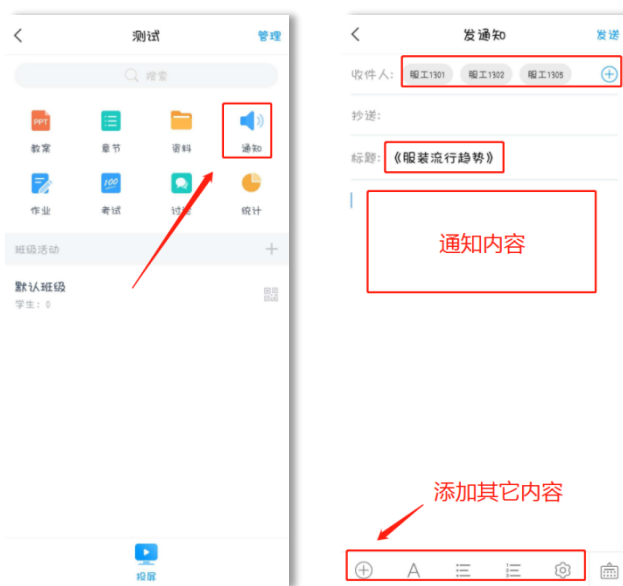 测试
管理
搜索
PPT
教案
章节
资料
通知
100
作业
考试
讨论
统计
班级活动
默认班级
学生：0
投屏
发通知
发送
收件人：
服工1301
服工1302
服工1305
抄送：
标题：
《服装流行趋势》
通知内容
添加其它内容
A